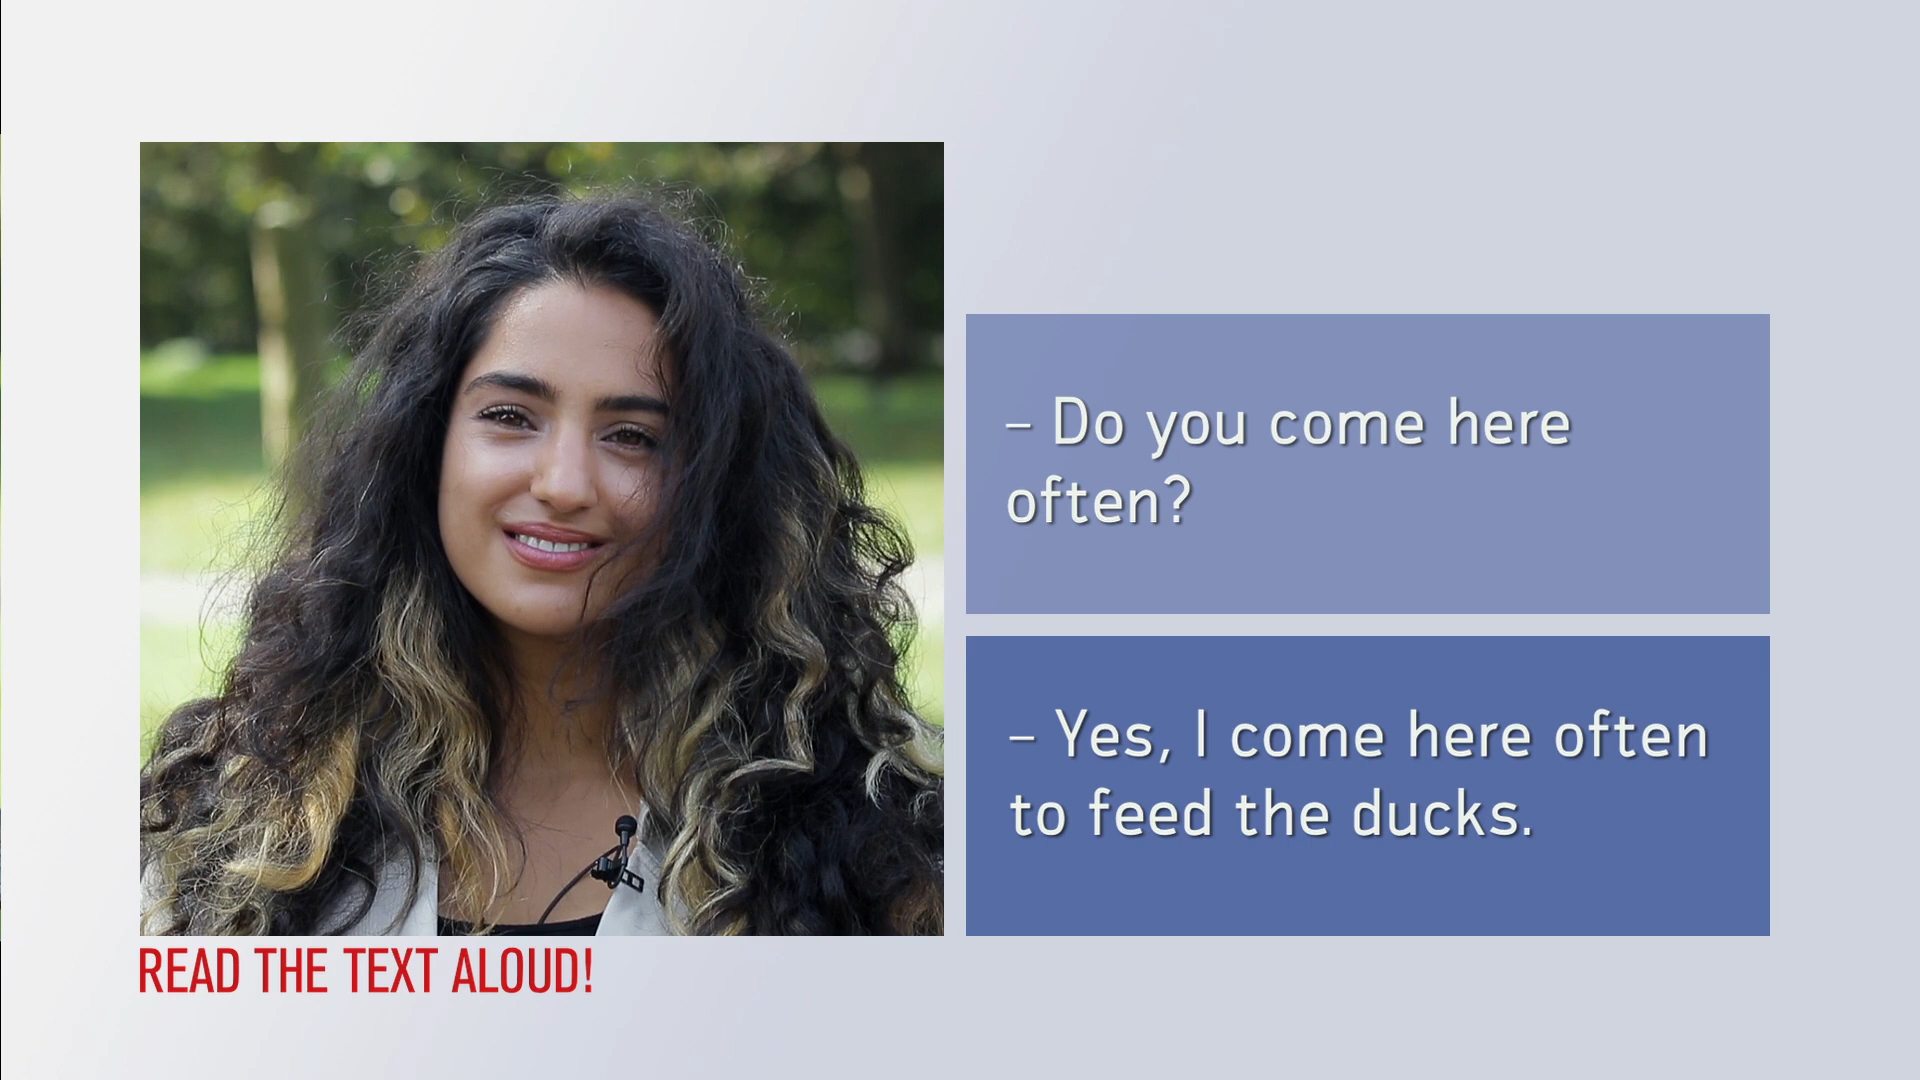 – Do you come here
often?
– Yes, I come here often
to feed the ducks.
READ THE TEXT ALOUD!